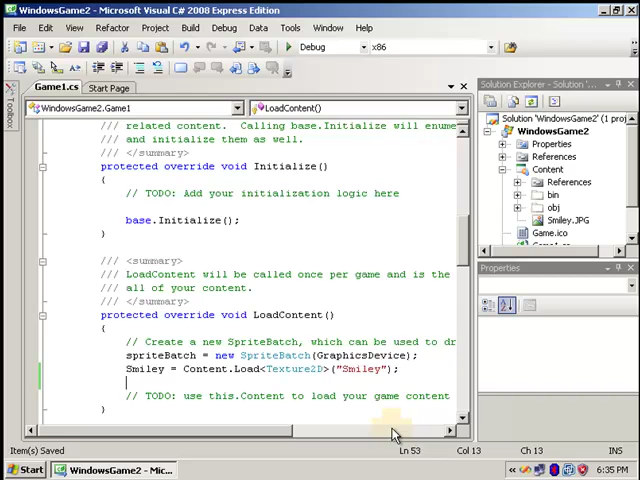 WindowsGame2 - Microsoft Visual C# 2008 Express Edition
File Edit View Refactor Project Build Debug Data Tools Window Help
Debug x86
Game1.cs Start Page
WindowsGame2.Game1 LoadContent()
Toolbox
/// related content.  Calling base.Initialize will enume
/// and initialize them as well.
/// </summary>
protected override void Initialize()
{
// TODO: Add your initialization logic here
base.Initialize();
}
/// <summary>
/// LoadContent will be called once per game and is the
/// all of your content.
/// </summary>
protected override void LoadContent()
{
// Create a new SpriteBatch, which can be used to dr
spriteBatch = new SpriteBatch(GraphicsDevice);
Smiley = Content.Load<Texture2D>("Smiley");
// TODO: use this.Content to load your game content
}
Solution Explorer - WindowsGame2
Solution 'WindowsGame2' (1 proj
WindowsGame2
Properties
References
Content
References
bin
obj
Smiley.JPG
Game.ico
Game1.cs
Properties
Item(s) Saved Ln 53 Col 13 Ch 13 INS
Start WindowsGame2 - Mic... 6:35 PM